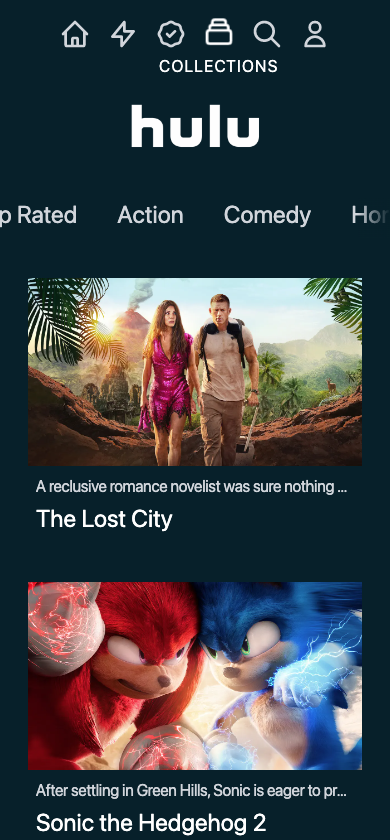 COLLECTIONS
hulu
p Rated Action Comedy Hor
A reclusive romance novelist was sure nothing ...
The Lost City
After settling in Green Hills, Sonic is eager to pr...
Sonic the Hedgehog 2